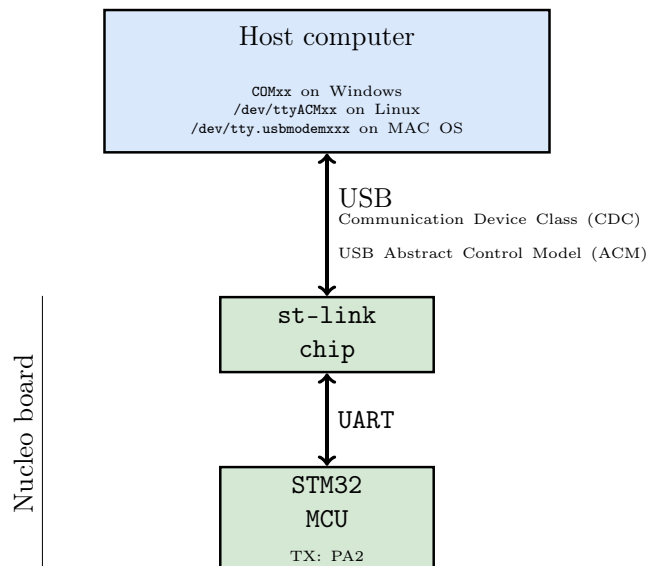 Host computer
COMxx on Windows
/dev/ttyACMxx on Linux
/dev/tty.usbmodemxxx on MAC OS
USB
Communication Device Class (CDC)
USB Abstract Control Model (ACM)
st-link
chip
UART
Nucleo board
STM32
MCU
TX: PA2